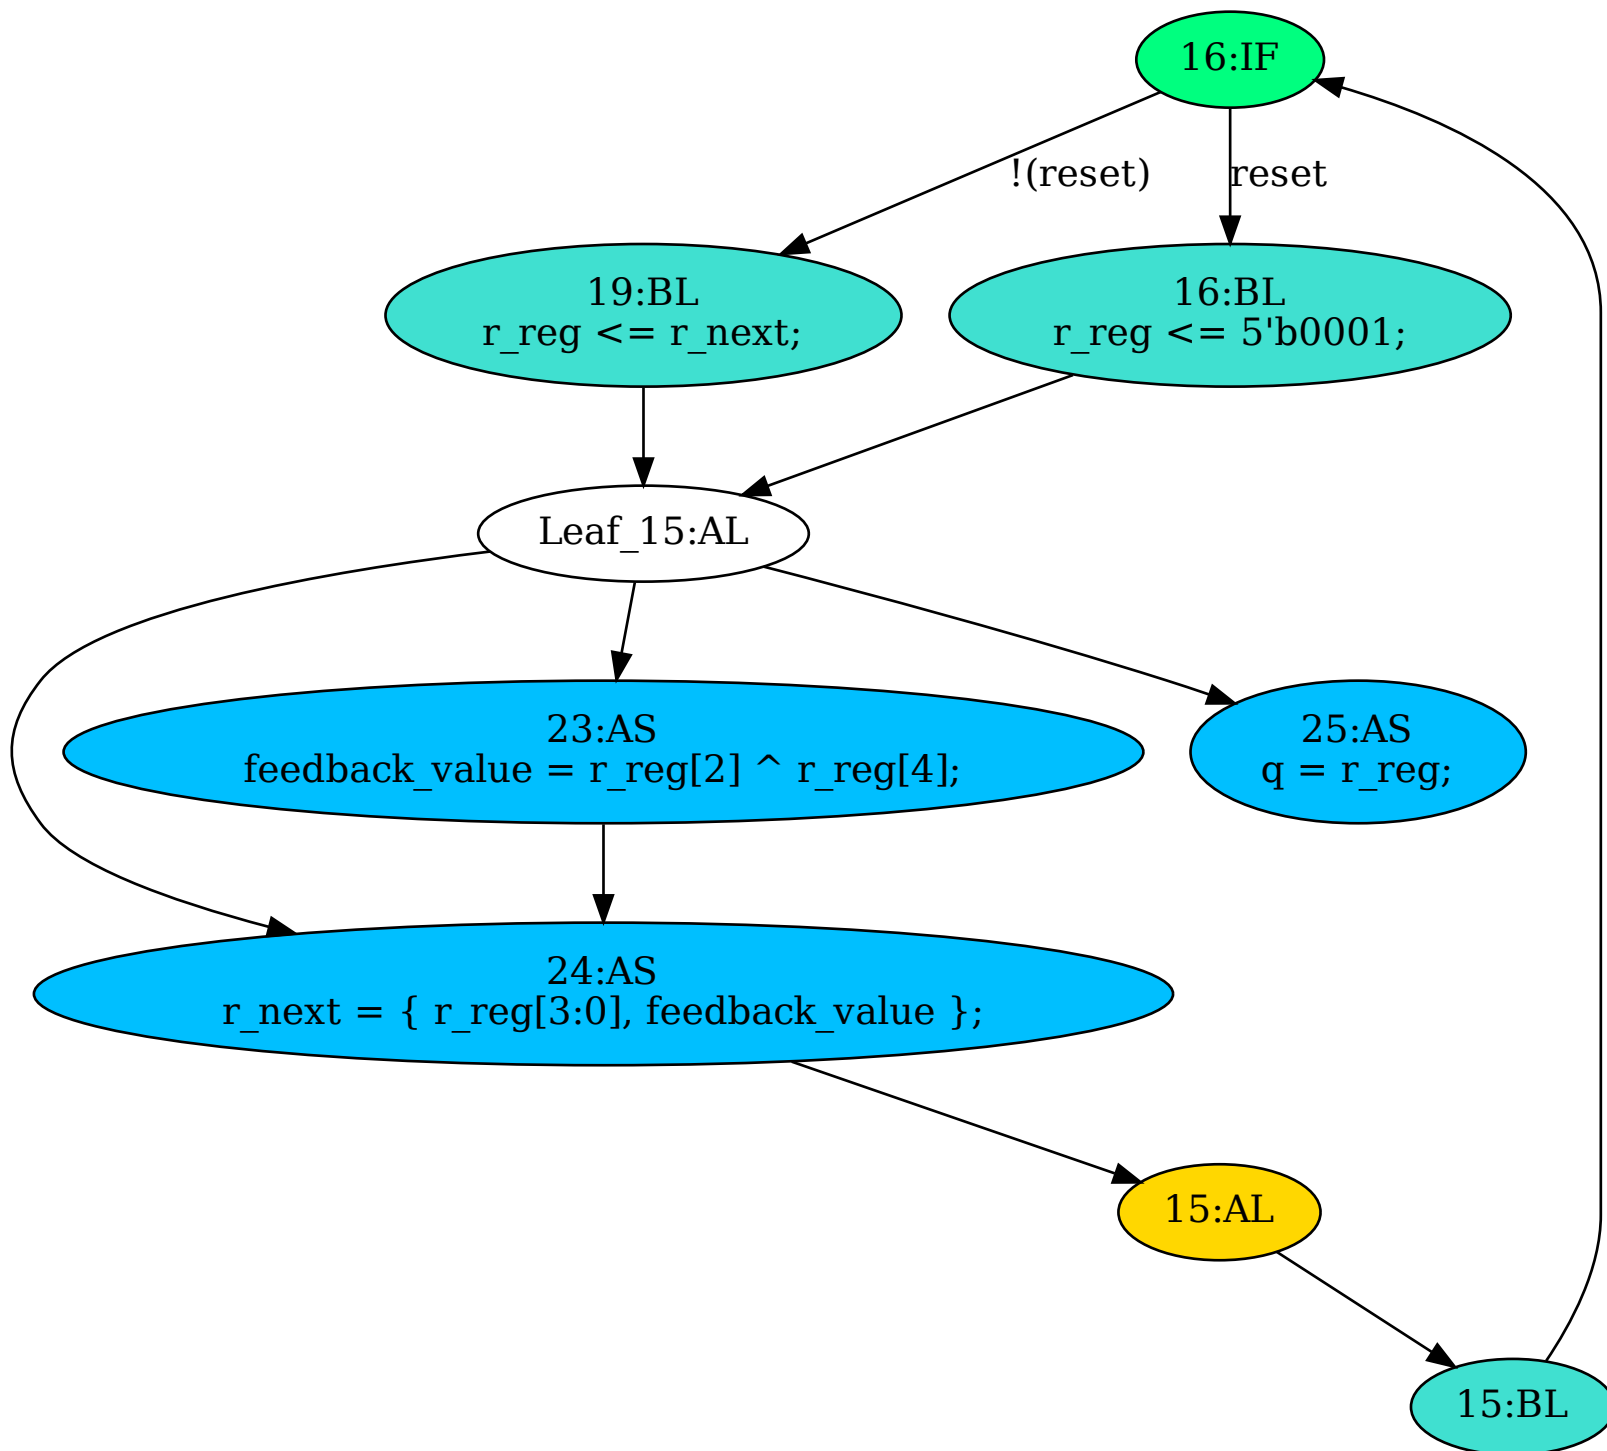 16:IF
!(reset)
reset
19:BL
r_reg <= r_next;
16:BL
r_reg <= 5'b0001;
Leaf_15:AL
23:AS
feedback_value = r_reg[2] ^ r_reg[4];
25:AS
q = r_reg;
24:AS
r_next = { r_reg[3:0], feedback_value };
15:AL
15:BL